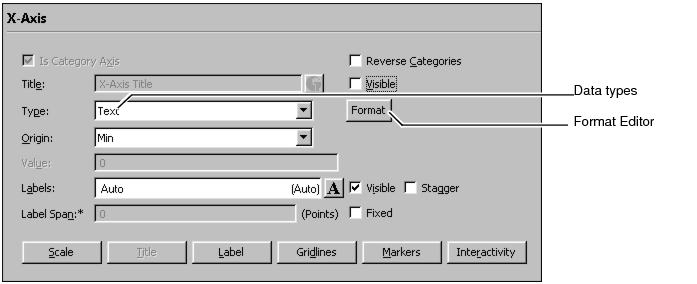 X-Axis
Is Category Axis
Reverse Categories
Title: X-Axis Title
Visible
Data types
Type: Text
Format
Format Editor
Origin: Min
Value: 0
Labels: Auto (Auto) A Visible Stagger
Label Span:* 0 (Points) Fixed
Scale Title Label Gridlines Markers Interactivity